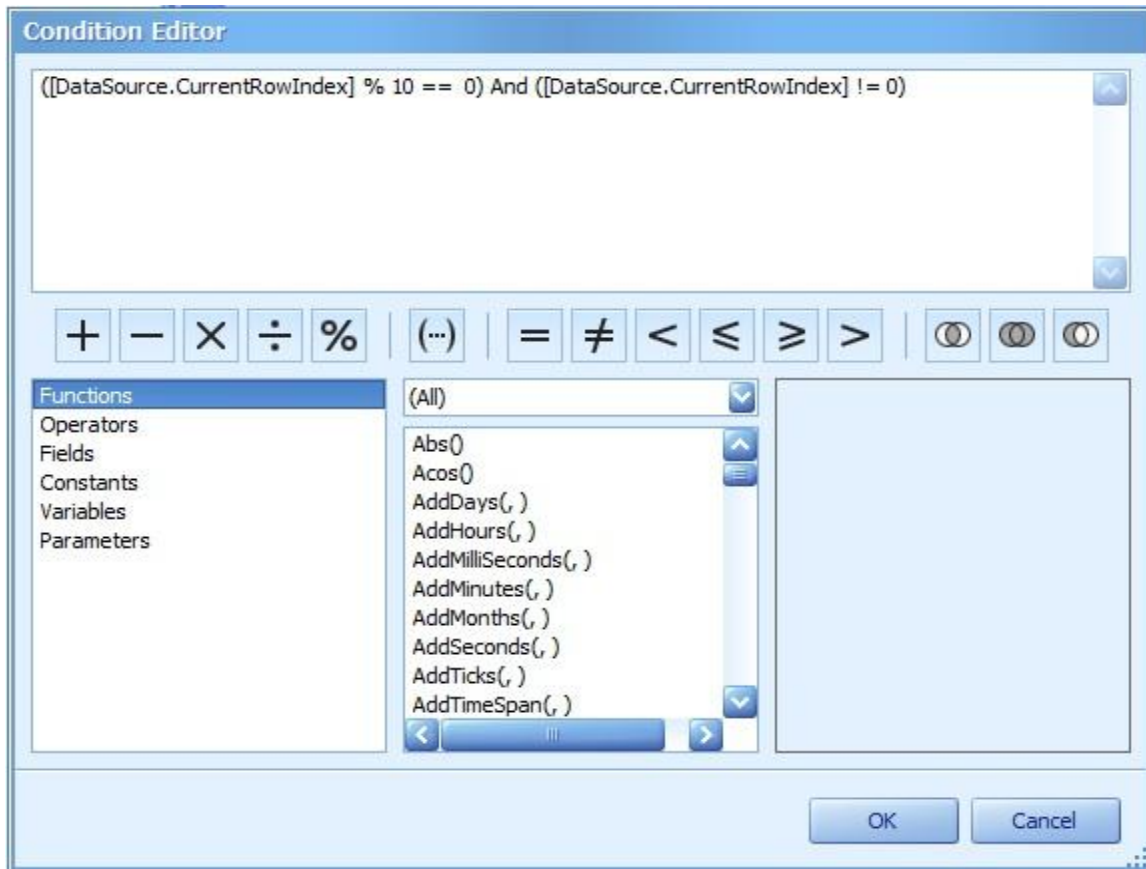 Condition Editor
([DataSource.CurrentRowIndex] % 10 ==  0) And ([DataSource.CurrentRowIndex] != 0)
+ − × ÷ % (...) = ≠ < ≤ ≥ >
Functions
Operators
Fields
Constants
Variables
Parameters
(All)
Abs()
Acos()
AddDays(, )
AddHours(, )
AddMilliSeconds(, )
AddMinutes(, )
AddMonths(, )
AddSeconds(, )
AddTicks(, )
AddTimeSpan(, )
OK
Cancel